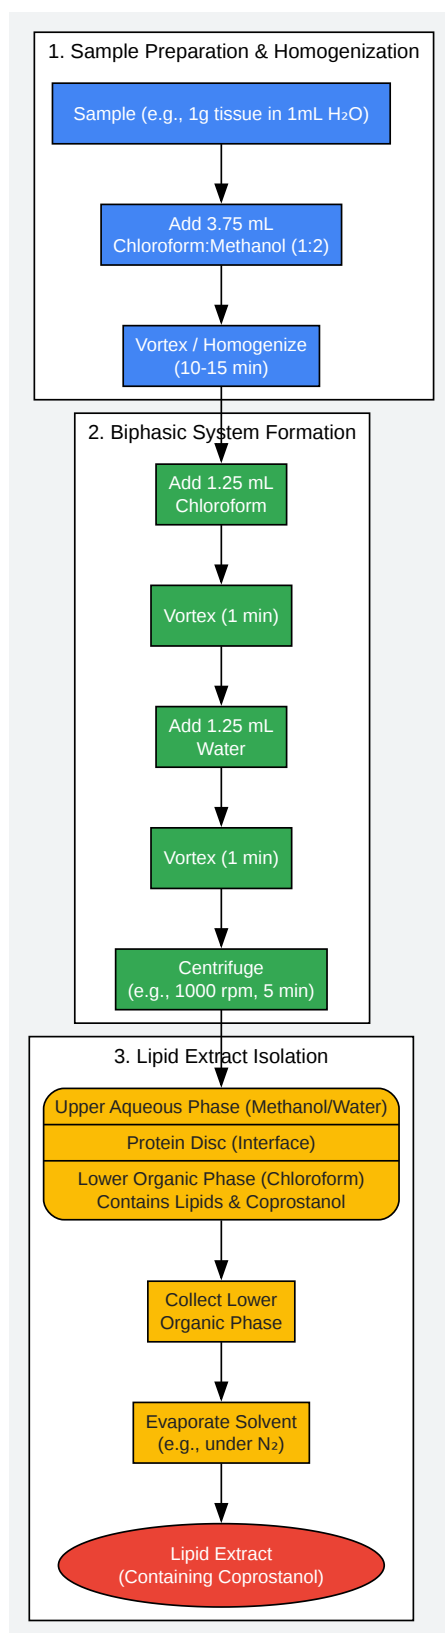 1. Sample Preparation & Homogenization
Sample (e.g., 1g tissue in 1mL H₂O)
Add 3.75 mL
Chloroform:Methanol (1:2)
Vortex / Homogenize
(10-15 min)
2. Biphasic System Formation
Add 1.25 mL
Chloroform
Vortex (1 min)
Add 1.25 mL
Water
Vortex (1 min)
Centrifuge
(e.g., 1000 rpm, 5 min)
3. Lipid Extract Isolation
Upper Aqueous Phase (Methanol/Water)
Protein Disc (Interface)
Lower Organic Phase (Chloroform)
Contains Lipids & Coprostanol
Collect Lower
Organic Phase
Evaporate Solvent
(e.g., under N₂)
Lipid Extract
(Containing Coprostanol)